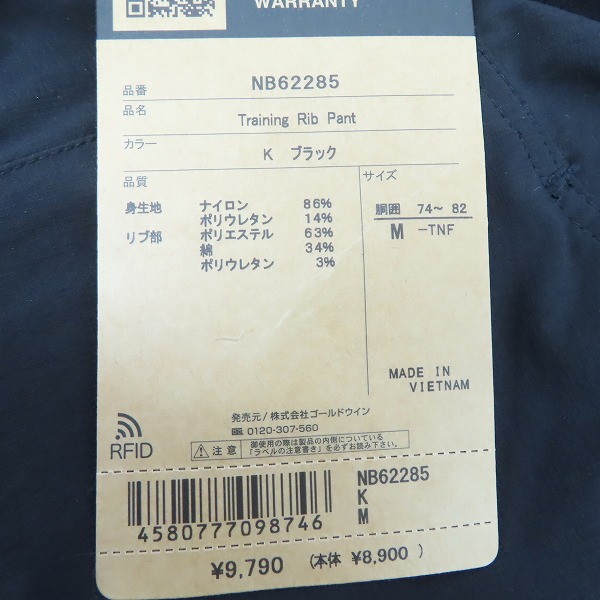 WARRANTY
品番 NB62285
品名 Training Rib Pant
カラー K ブラック
品質
身生地 ナイロン 86%
ポリウレタン 14%
リブ部 ポリエステル 63%
綿 34%
ポリウレタン 3%
サイズ
胴囲 74～ 82
M -TNF
MADE IN
VIETNAM
RFID
発売元/株式会社ゴールドウイン
0120-307-560
注意 御使用の際は製品の内側についている
「ラベルの注意書き」を必ずお読み下さい。
4580777098746
NB62285
K
M
¥9,790 (本体 ¥8,900)